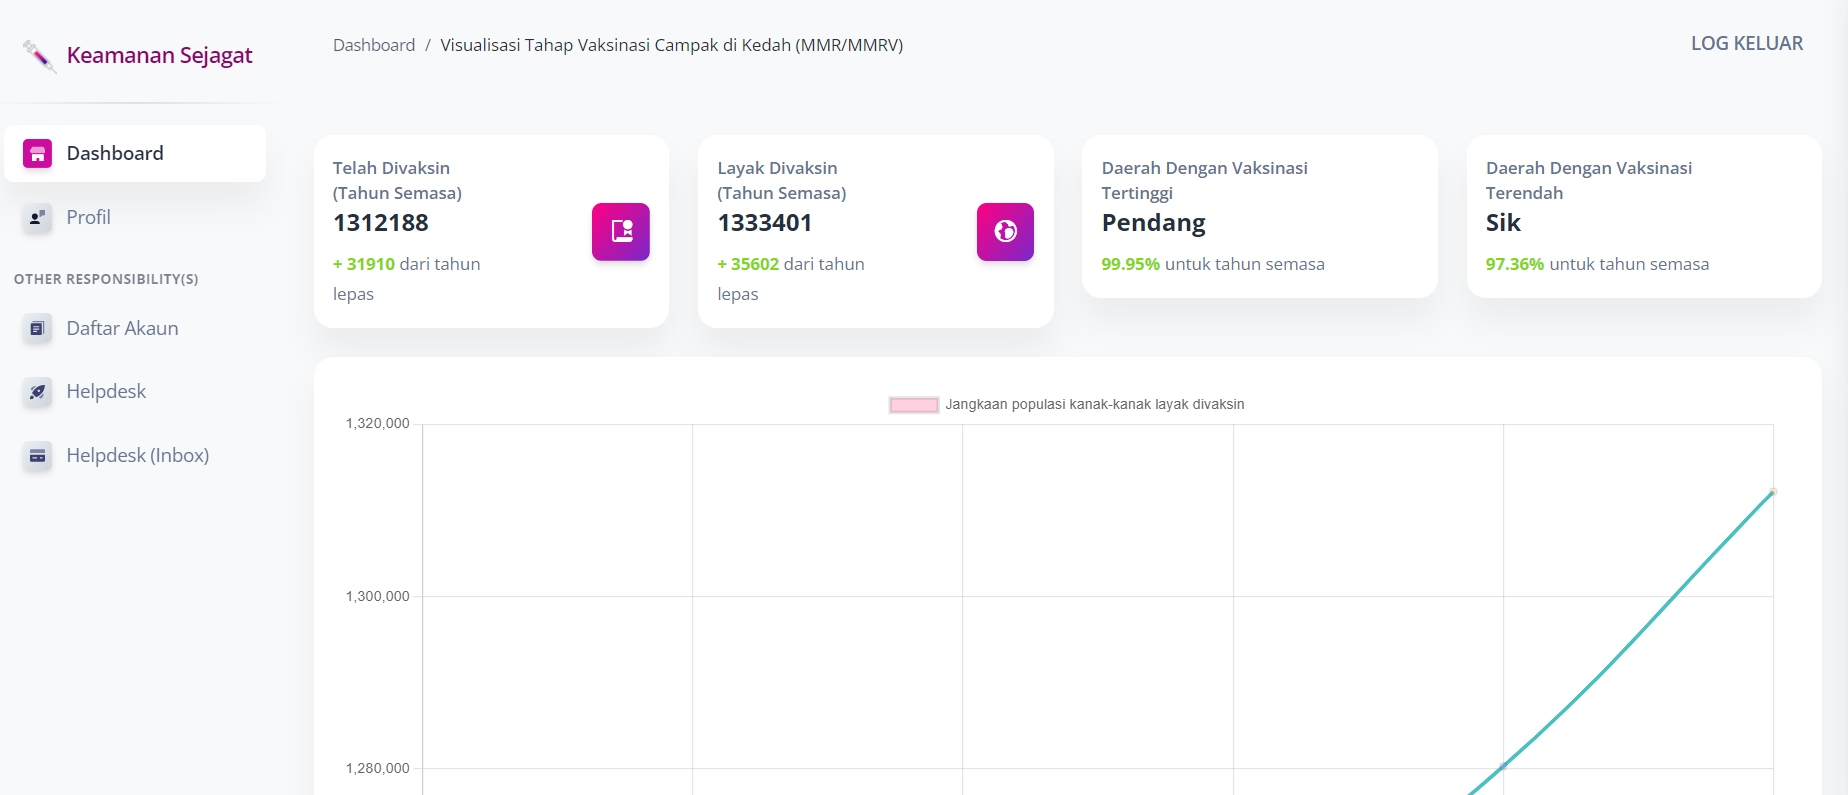 Keamanan Sejagat
Dashboard
Profil
OTHER RESPONSIBILITY(S)
Daftar Akaun
Helpdesk
Helpdesk (Inbox)
Dashboard / Visualisasi Tahap Vaksinasi Campak di Kedah (MMR/MMRV)
LOG KELUAR
Telah Divaksin
(Tahun Semasa)
1312188
+ 31910 dari tahun
lepas
Layak Divaksin
(Tahun Semasa)
1333401
+ 35602 dari tahun
lepas
Daerah Dengan Vaksinasi
Tertinggi
Pendang
99.95% untuk tahun semasa
Daerah Dengan Vaksinasi
Terendah
Sik
97.36% untuk tahun semasa
Jangkaan populasi kanak-kanak layak divaksin
1,320,000
1,300,000
1,280,000